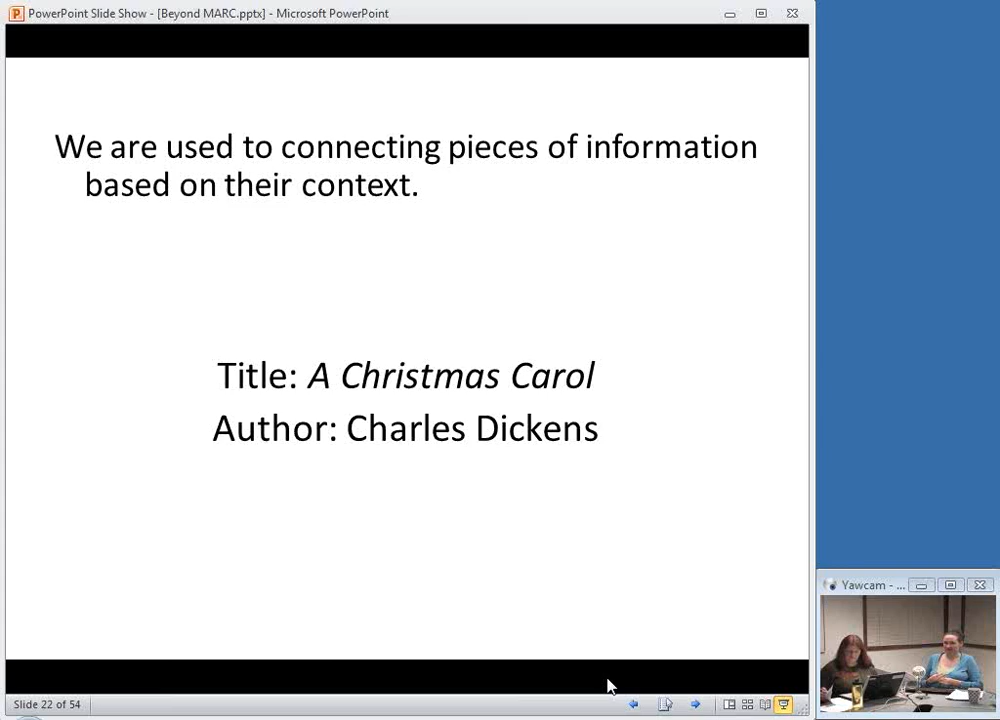 PowerPoint Slide Show - [Beyond MARC.pptx] - Microsoft PowerPoint
We are used to connecting pieces of information
based on their context.
Title: A Christmas Carol
Author: Charles Dickens
Yawcam - ...
Slide 22 of 54